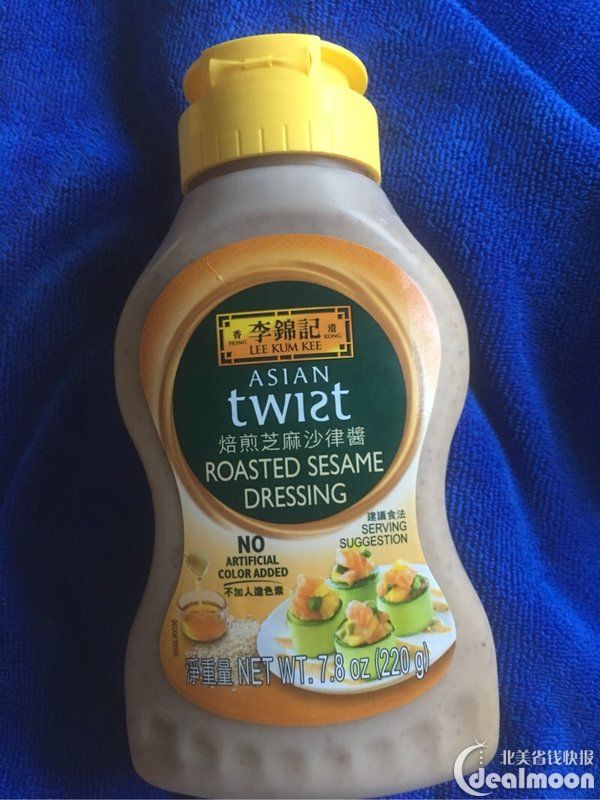 香 李錦記 港
HONG LEE KUM KEE KONG
ASIAN
twist
焙煎芝麻沙律醬
ROASTED SESAME
DRESSING
建議食法
SERVING
SUGGESTION
NO
ARTIFICIAL
COLOR ADDED
不加人造色素
淨重量 NET WT. 7.8 oz (220 g)
北美省钱快报
dealmoon